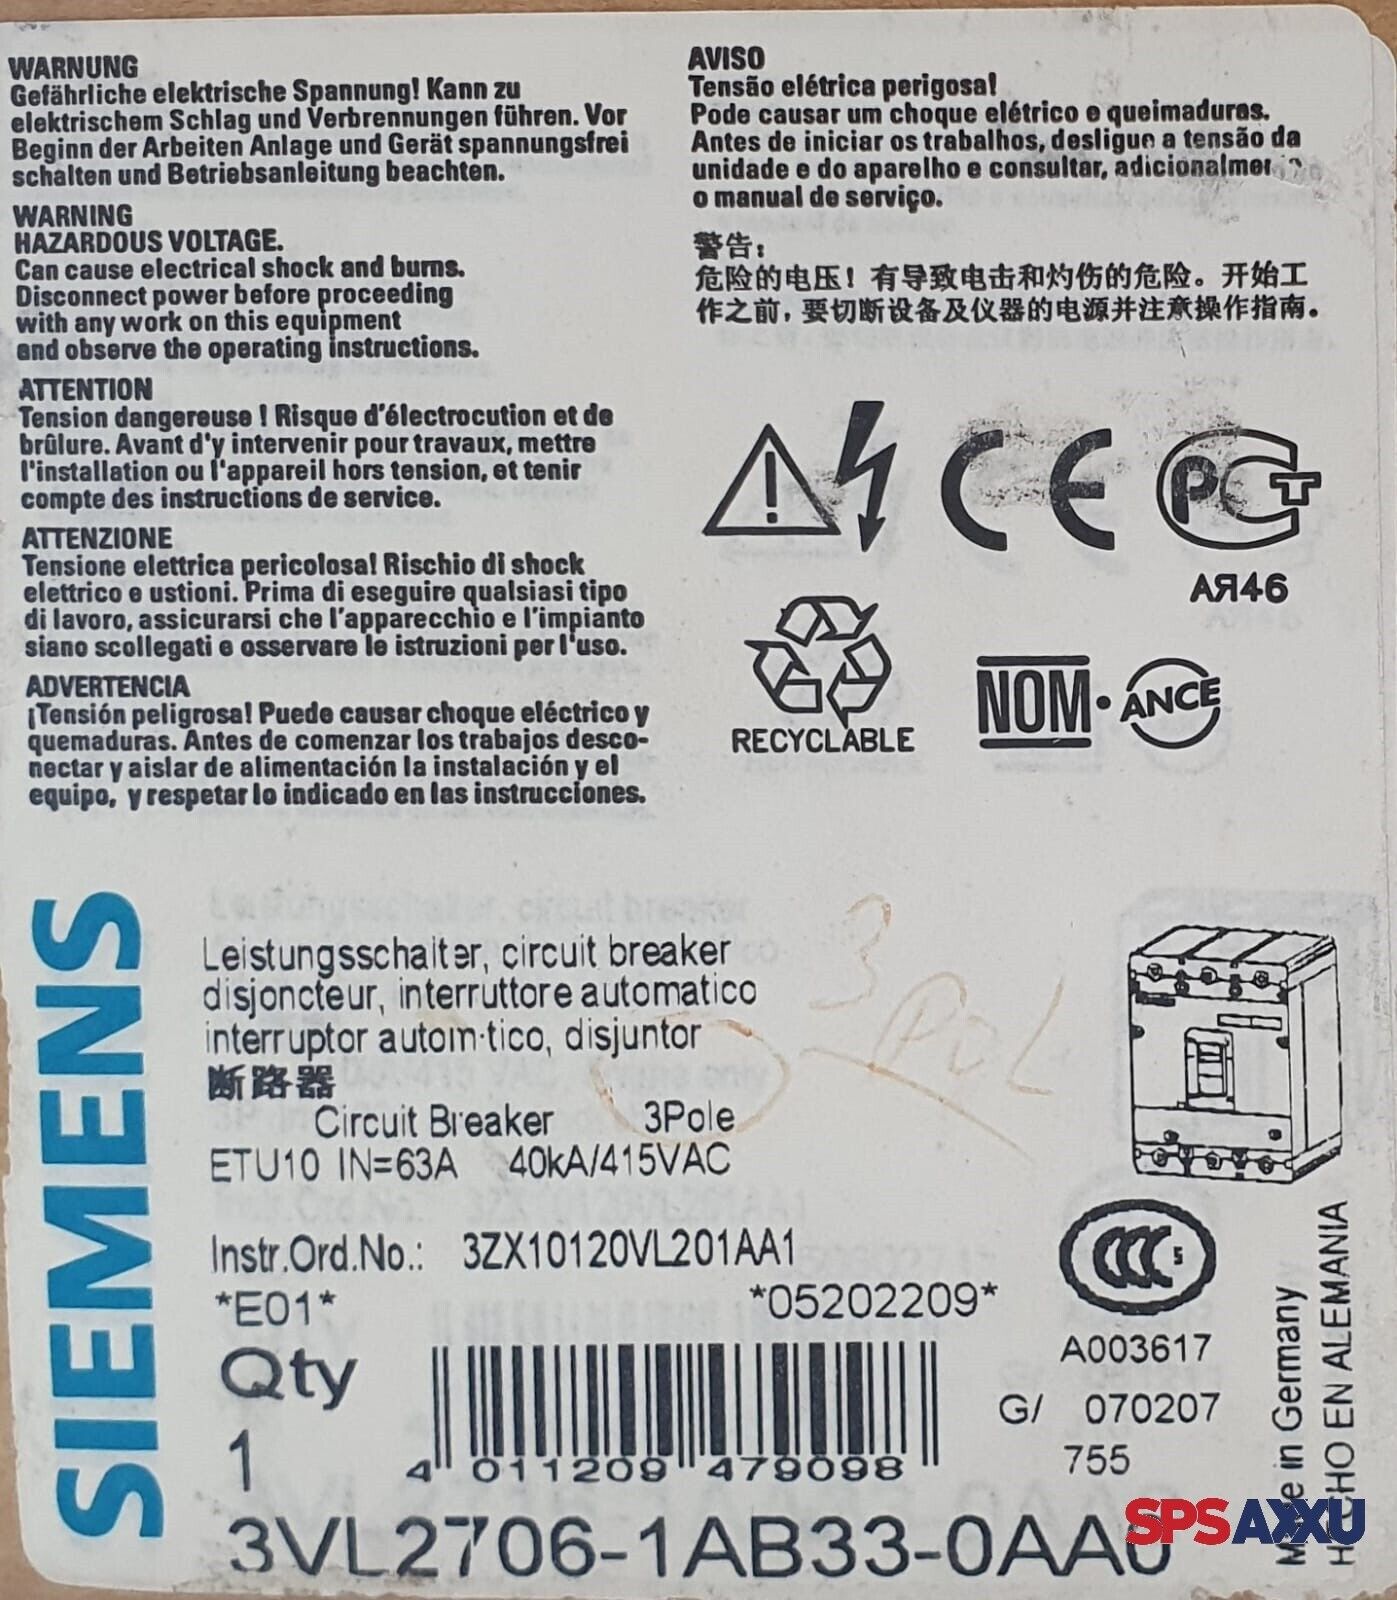 WARNUNG
Gefährliche elektrische Spannung! Kann zu
elektrischem Schlag und Verbrennungen führen. Vor
Beginn der Arbeiten Anlage und Gerät spannungsfrei
schalten und Betriebsanleitung beachten.
WARNING
HAZARDOUS VOLTAGE.
Can cause electrical shock and burns.
Disconnect power before proceeding
with any work on this equipment
and observe the operating instructions.
ATTENTION
Tension dangereuse ! Risque d'électrocution et de
brûlure. Avant d'y intervenir pour travaux, mettre
l'installation ou l'appareil hors tension, et tenir
compte des instructions de service.
ATTENZIONE
Tensione elettrica pericolosa! Rischio di shock
elettrico e ustioni. Prima di eseguire qualsiasi tipo
di lavoro, assicurarsi che l'apparecchio e l'impianto
siano scollegati e osservare le istruzioni per l'uso.
ADVERTENCIA
¡Tensión peligrosa! Puede causar choque eléctrico y
quemaduras. Antes de comenzar los trabajos desco-
nectar y aislar de alimentación la instalación y el
equipo, y respetar lo indicado en las instrucciones.
AVISO
Tensão elétrica perigosa!
Pode causar um choque elétrico e queimaduras.
Antes de iniciar os trabalhos, desligue a tensão da
unidade e do aparelho e consultar,
o manual de serviço.
警告：
危险的电压！有导致电击和灼伤的危险。开始工
作之前，要切断设备及仪器的电源并注意操作指南。
CE
PCT
АЯ46
RECYCLABLE
NOM·ANCE
SIEMENS
Leistungsschalter, circuit breaker
disjoncteur, interruttore automatico
interruptor autom·tico, disjuntor
断路器
Circuit Breaker 3Pole
ETU10 IN=63A 40kA/415VAC
3 POL
Instr.Ord.No.: 3ZX10120VL201AA1
*E01* *05202209*
Qty
1
4 011209 479098
3VL2706-1AB33-0AA0
CCC S
A003617
G/ 070207
755
Made in Germany
HECHO EN ALEMANIA
SPSAXXU